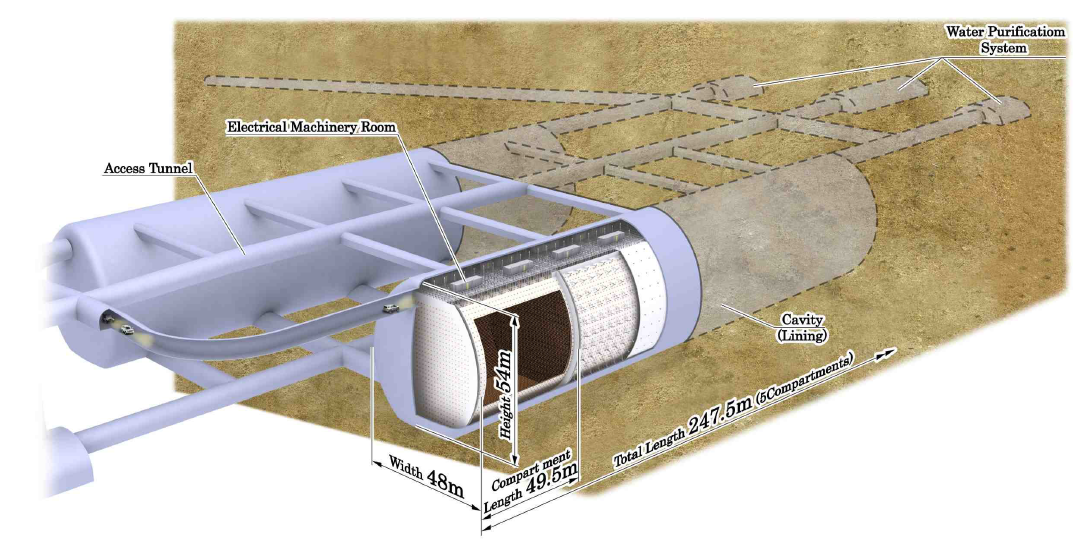 Water Purification
System
Electrical Machinery Room
Access Tunnel
Cavity
(Lining)
Height 54m
Width 48m
Compart ment
Length 49.5m
Total Length 247.5m (5Compartments)